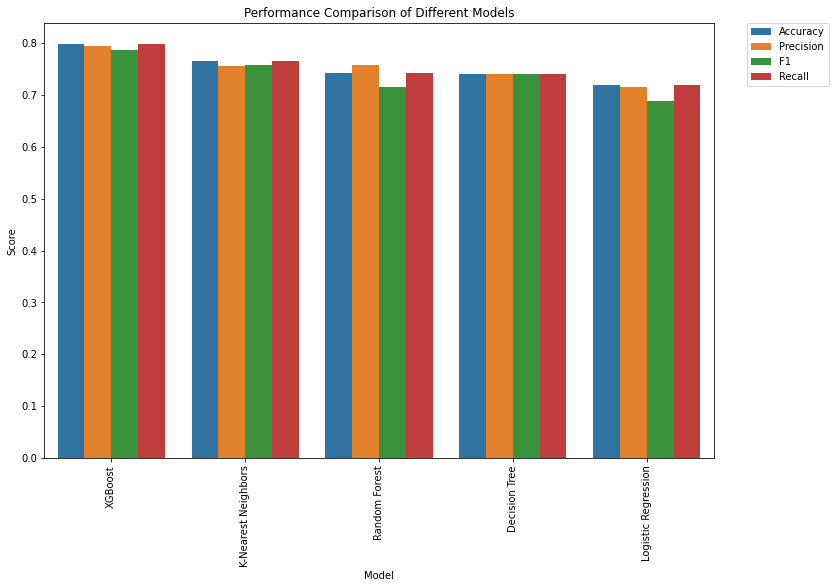 Performance Comparison of Different Models
Accuracy
Precision
F1
Recall
Score
0.8
0.7
0.6
0.5
0.4
0.3
0.2
0.1
0.0
XGBoost
K-Nearest Neighbors
Random Forest
Decision Tree
Logistic Regression
Model